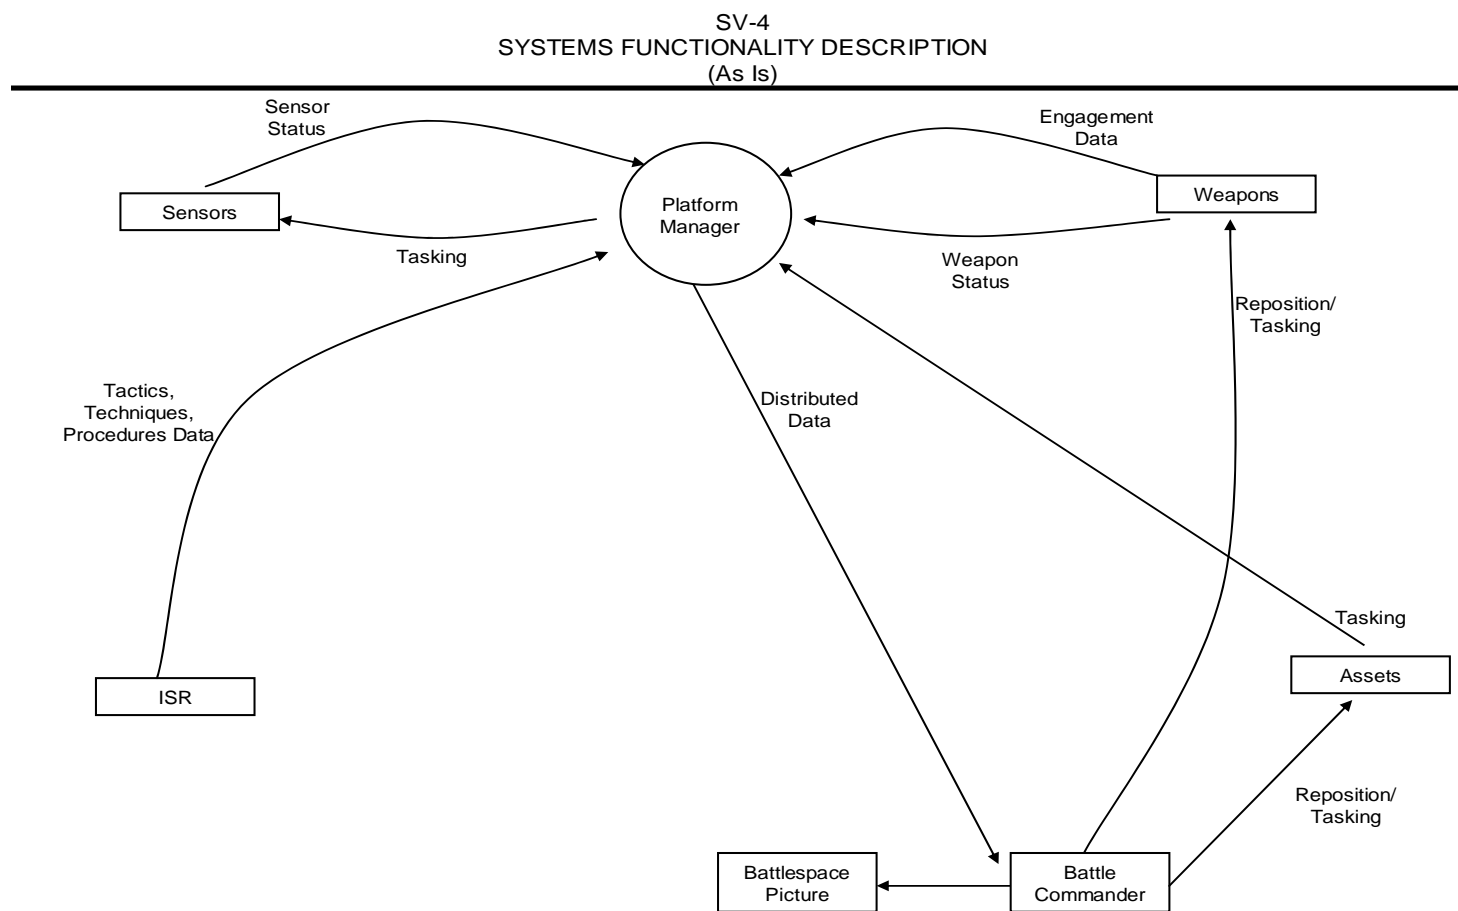 SV-4
SYSTEMS FUNCTIONALITY DESCRIPTION
(As Is)
Sensor
Status
Engagement
Data
Sensors
Platform
Manager
Weapons
Tasking
Weapon
Status
Reposition/
Tasking
Tactics,
Techniques,
Procedures Data
Distributed
Data
Tasking
ISR
Assets
Reposition/
Tasking
Battlespace
Picture
Battle
Commander